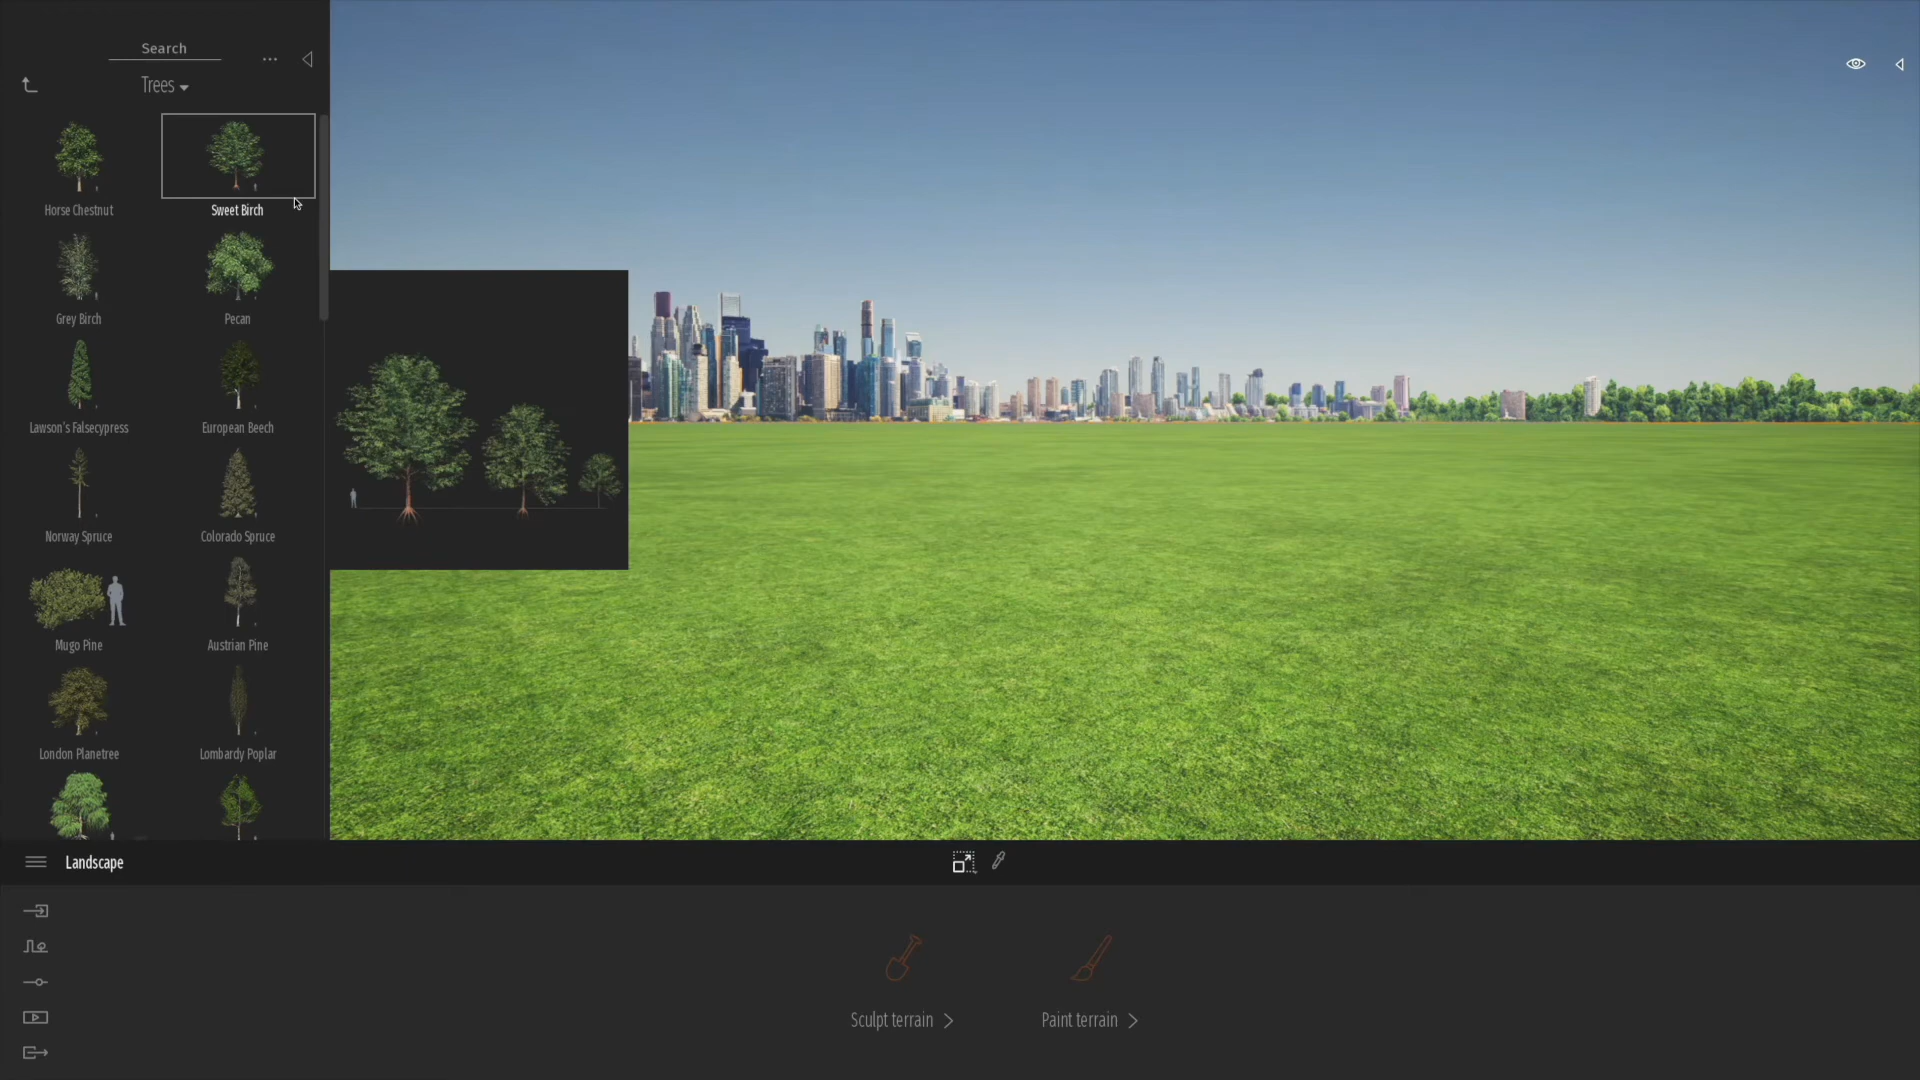 Search
Trees
Horse Chestnut
Sweet Birch
Grey Birch
Pecan
Lawson's Falsecypress
European Beech
Norway Spruce
Colorado Spruce
Mugo Pine
Austrian Pine
London Planetree
Lombardy Poplar
Landscape
Sculpt terrain
Paint terrain